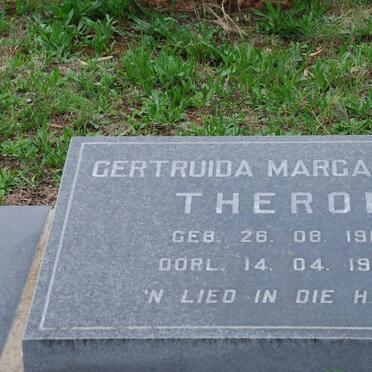 GERTRUIDA MARGA
THERO
GEB. 26. 08. 19
OORL. 14. 04. 19
'N LIED IN DIE H